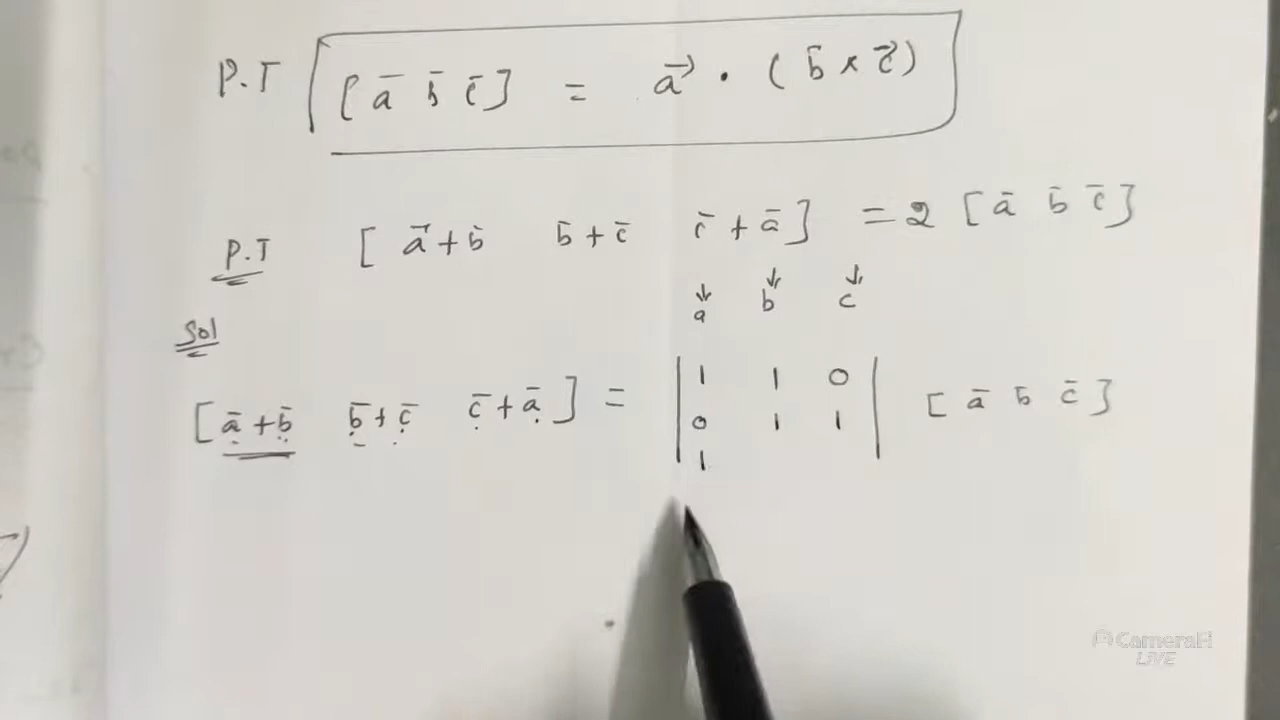 P.T [ a̅ b̅ c̅ ] = a⃗ · ( b̅ × c⃗ )
P.T [ a⃗ + b̅ b̅ + c̅ c̅ + a̅ ] = 2 [ a̅ b̅ c̅ ]
↓ ↓ ↓
a b c
Sol
[ a̅ + b̅ b̅ + c̅ c̅ + a̅ ] = | 1 1 0 | [ a̅ b̅ c̅ ]
0 1 1
1
CameraFi
LIVE